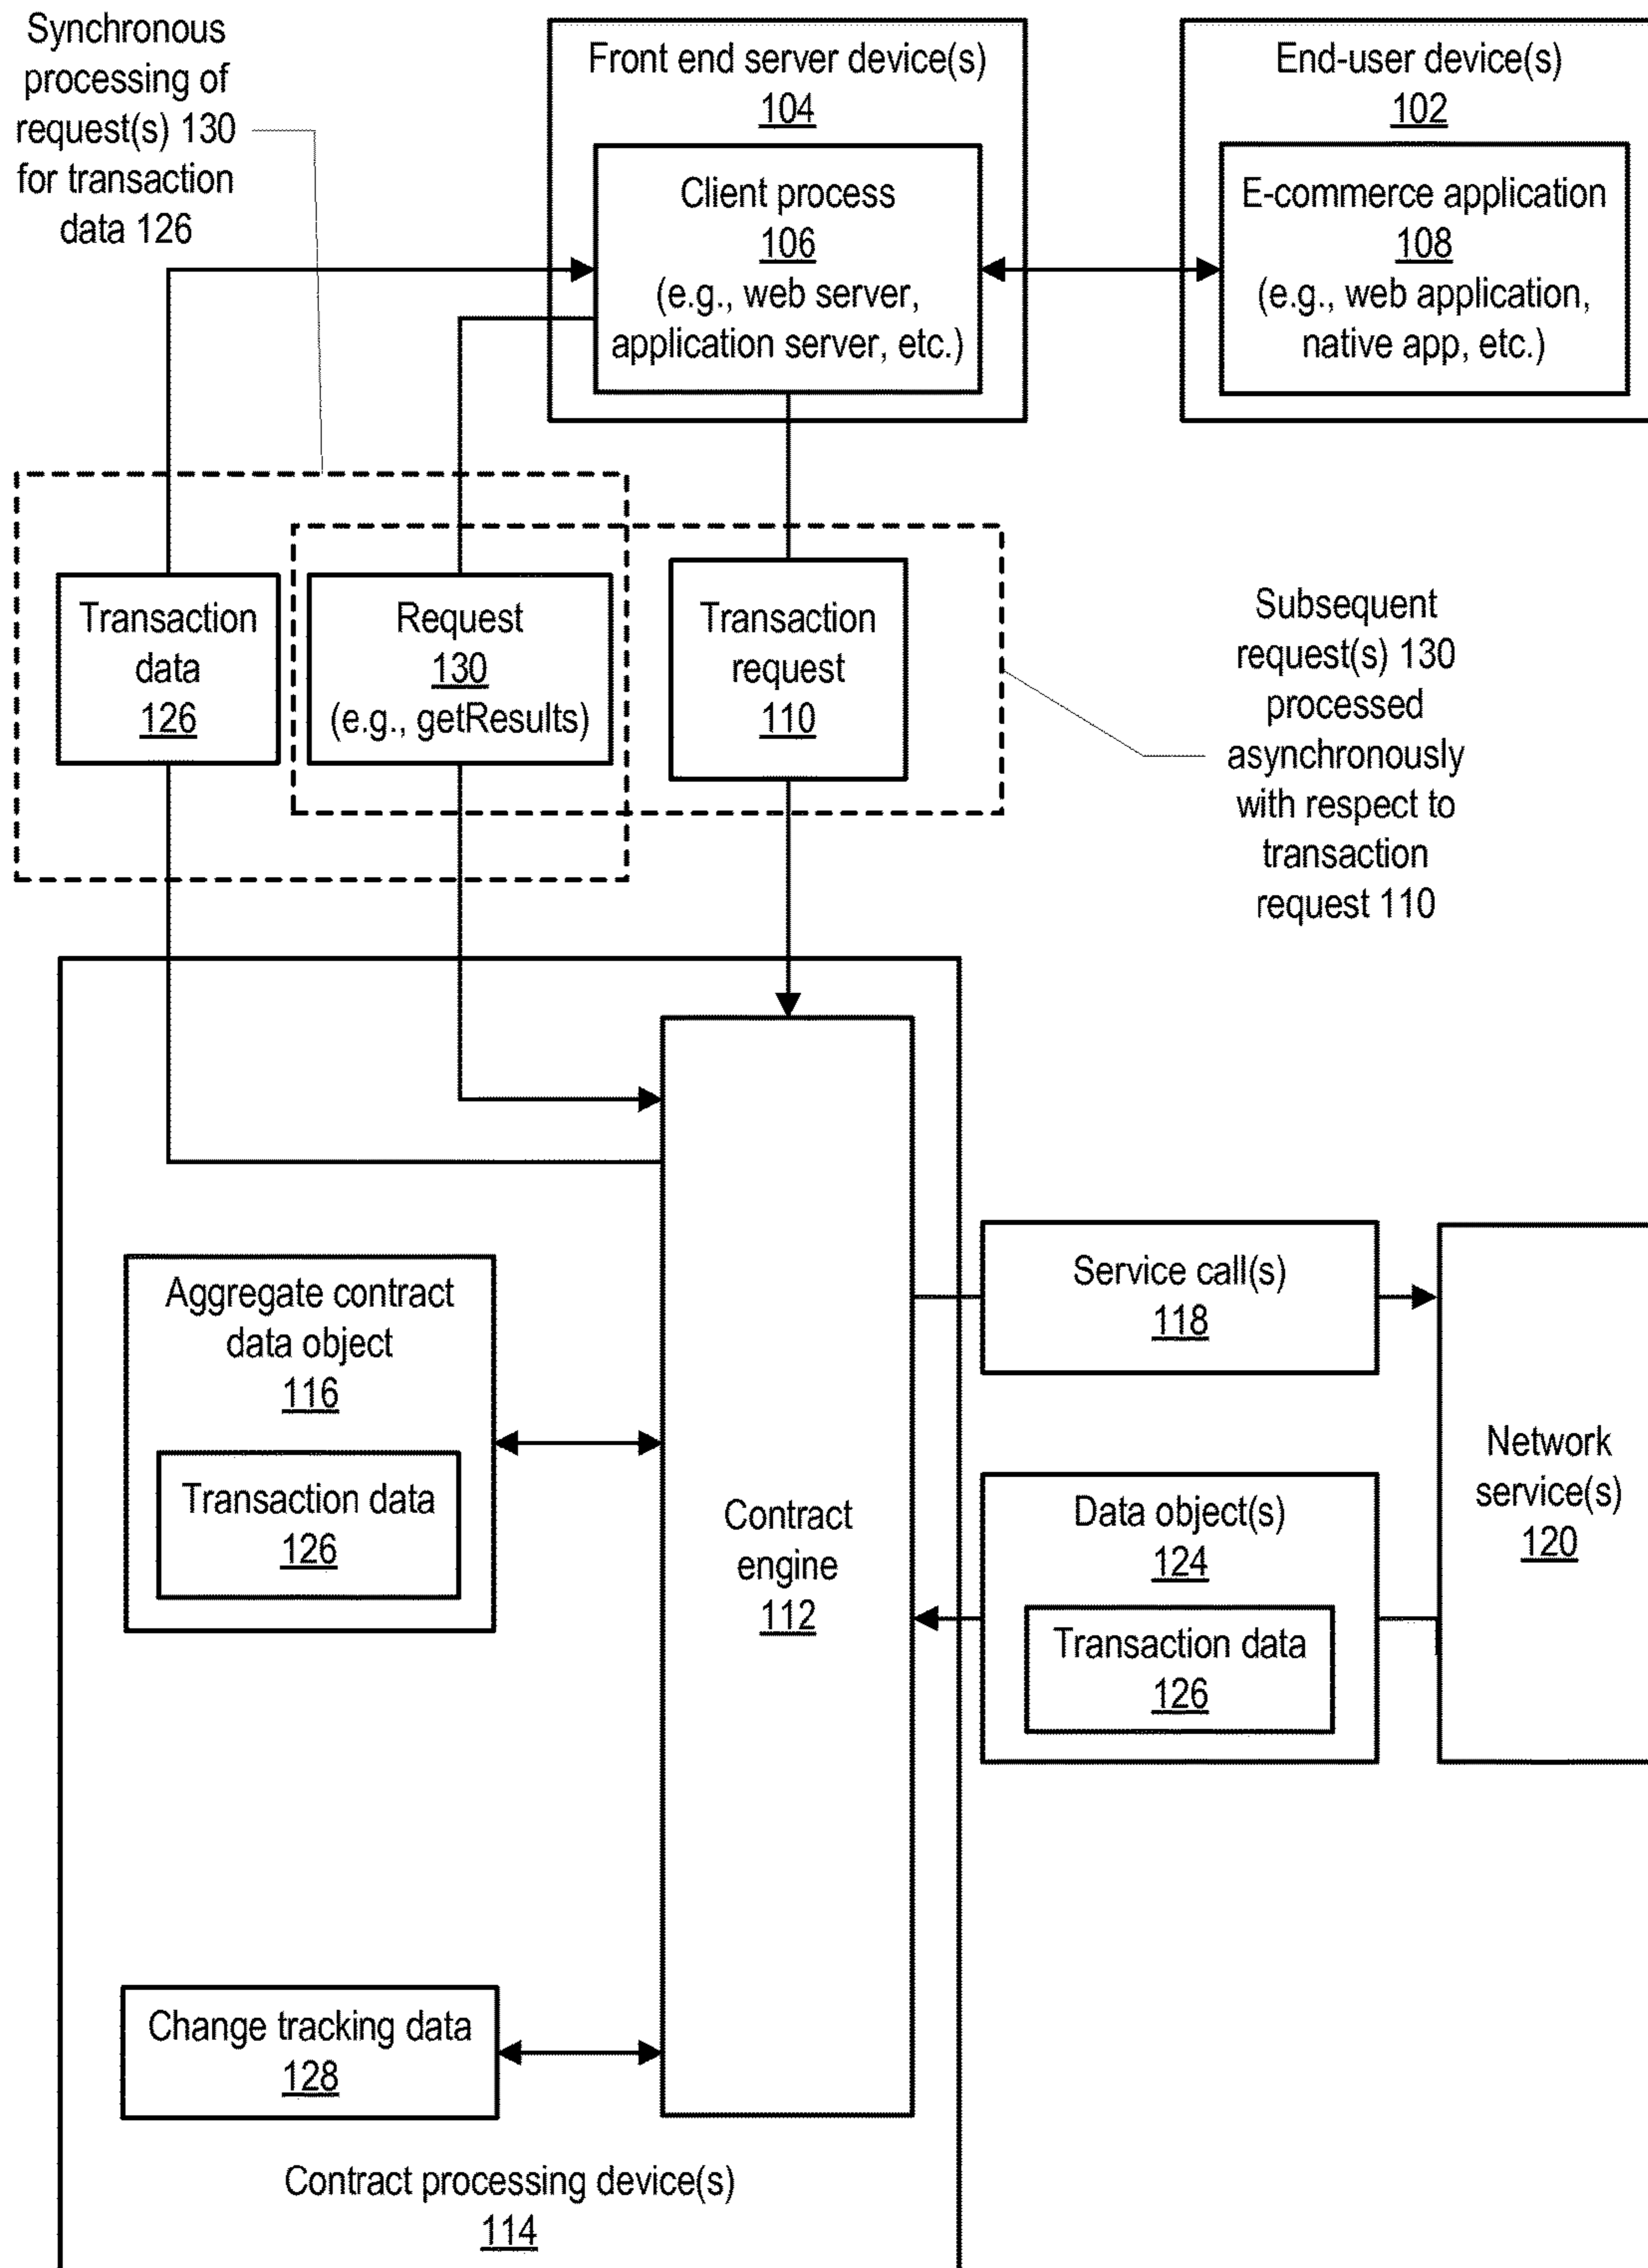 Synchronous
processing of
request(s) 130
for transaction
data 126
Front end server device(s)
104
Client process
106
(e.g., web server,
application server, etc.)
End-user device(s)
102
E-commerce application
108
(e.g., web application,
native app, etc.)
Transaction
data
126
Request
130
(e.g., getResults)
Transaction
request
110
Subsequent
request(s) 130
processed
asynchronously
with respect to
transaction
request 110
Aggregate contract
data object
116
Transaction data
126
Contract
engine
112
Service call(s)
118
Data object(s)
124
Transaction data
126
Network
service(s)
120
Change tracking data
128
Contract processing device(s)
114